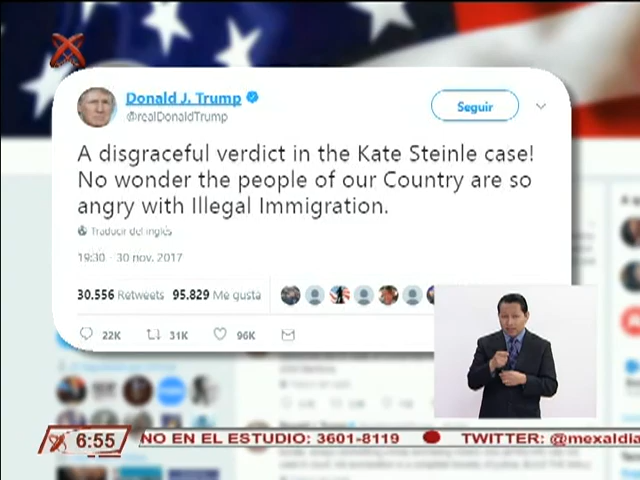 Donald J. Trump
@realDonaldTrump
Seguir
A disgraceful verdict in the Kate Steinle case!
No wonder the people of our Country are so
angry with Illegal Immigration.
Traducir del inglés
19:30 - 30 nov. 2017
30.556 Retweets 95.829 Me gusta
22K 31K 96K
6:55 NO EN EL ESTUDIO: 3601-8119 TWITTER: @mexaldia